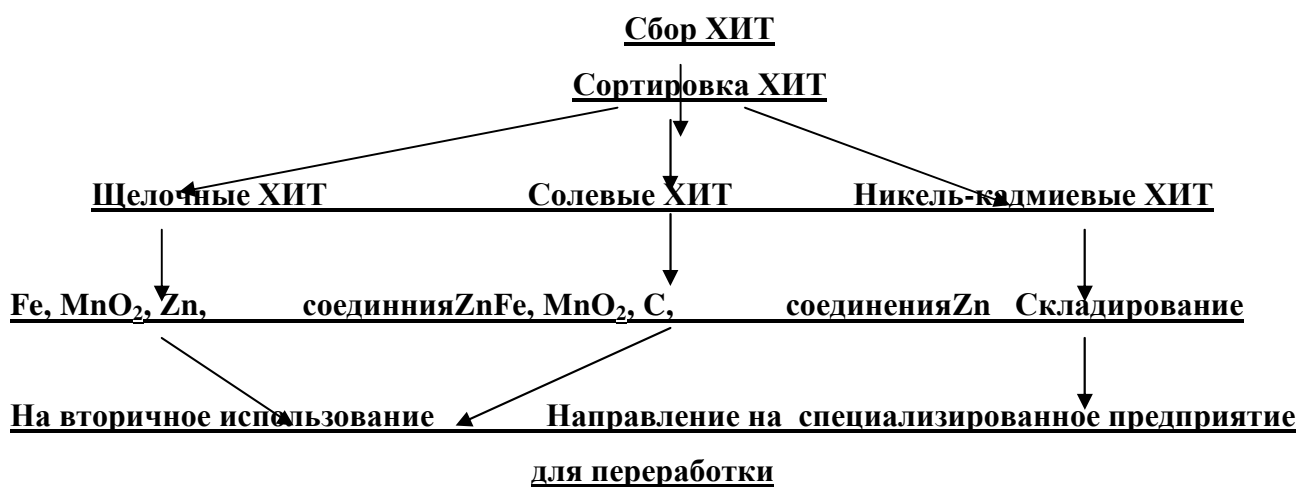 Сбор ХИТ
Сортировка ХИТ
Щелочные ХИТ Солевые ХИТ Никель-кадмиевые ХИТ
Fe, MnO₂, Zn, соединнияZnFe, MnO₂, C, соединенияZn Складирование
На вторичное использование Направление на специализированное предприятие
для переработки